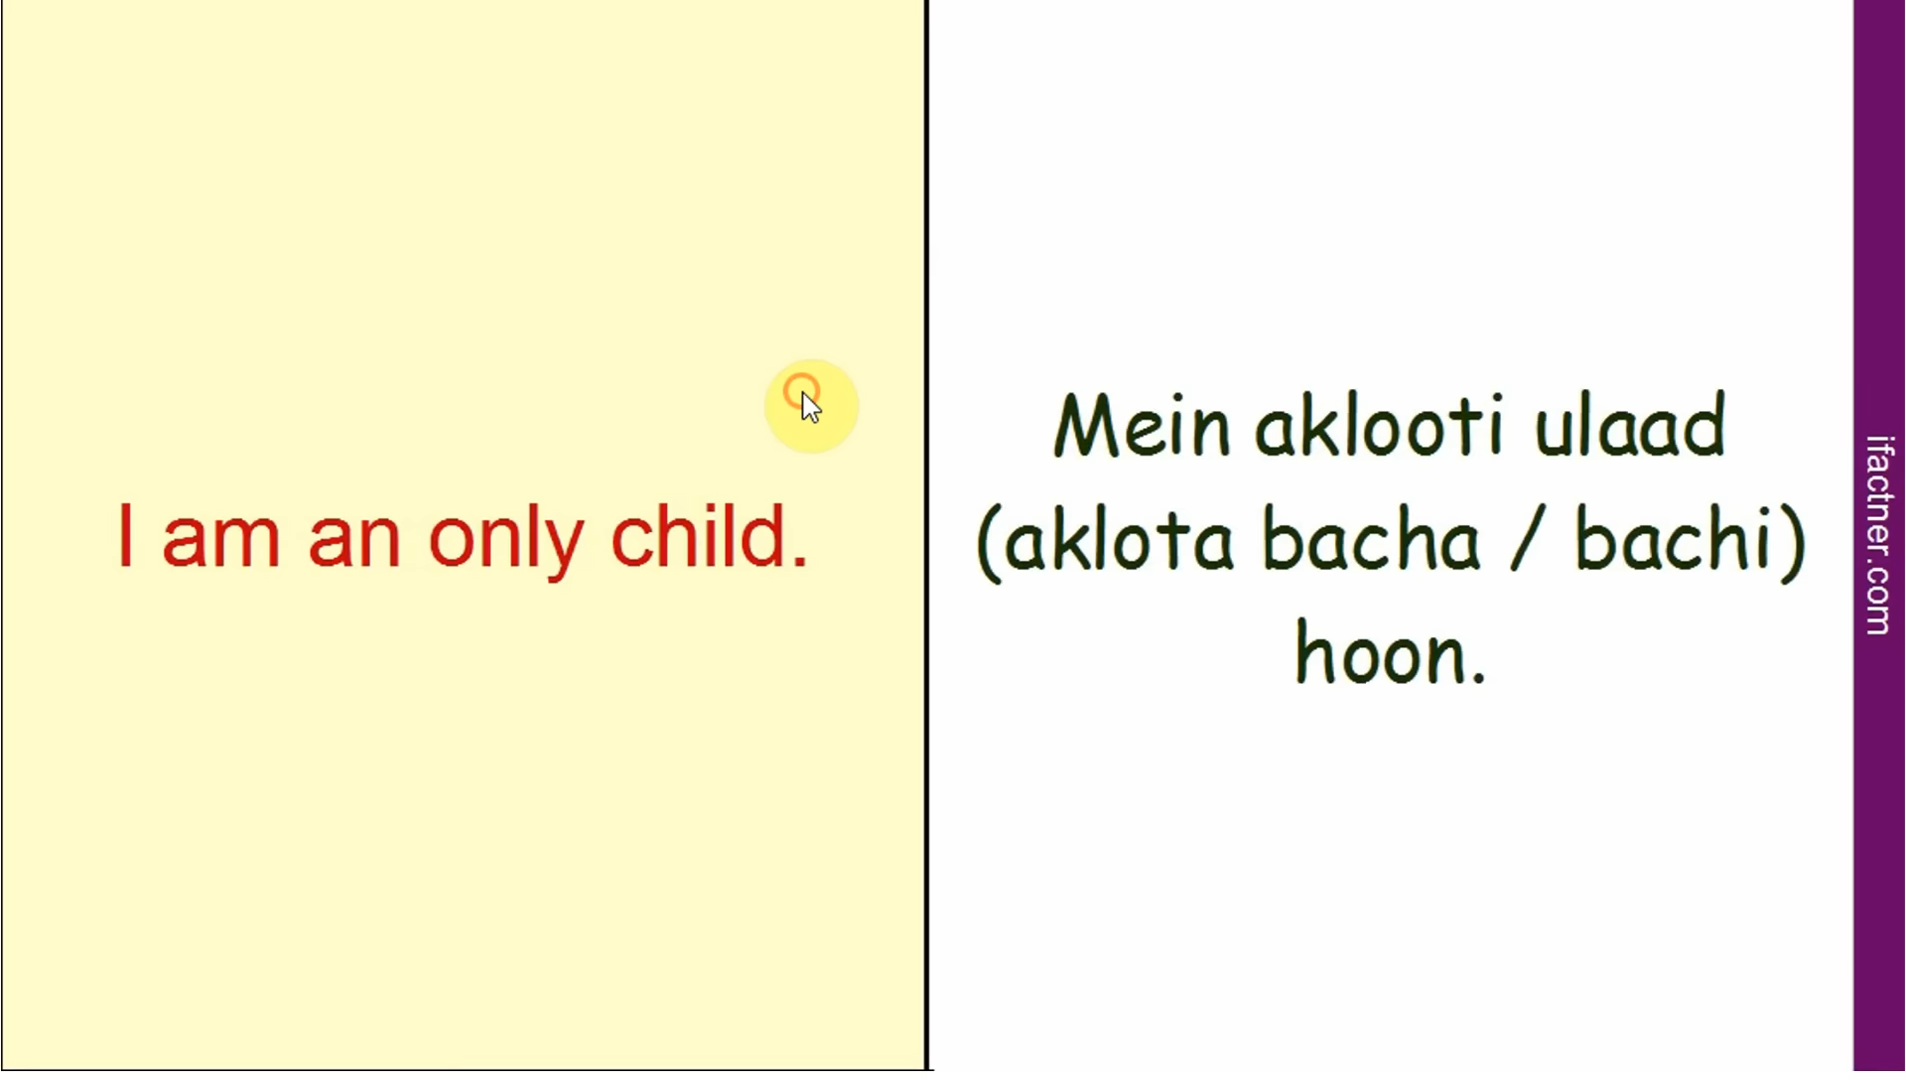 I am an only child.
Mein aklooti ulaad
(aklota bacha / bachi)
hoon.
ifactner.com